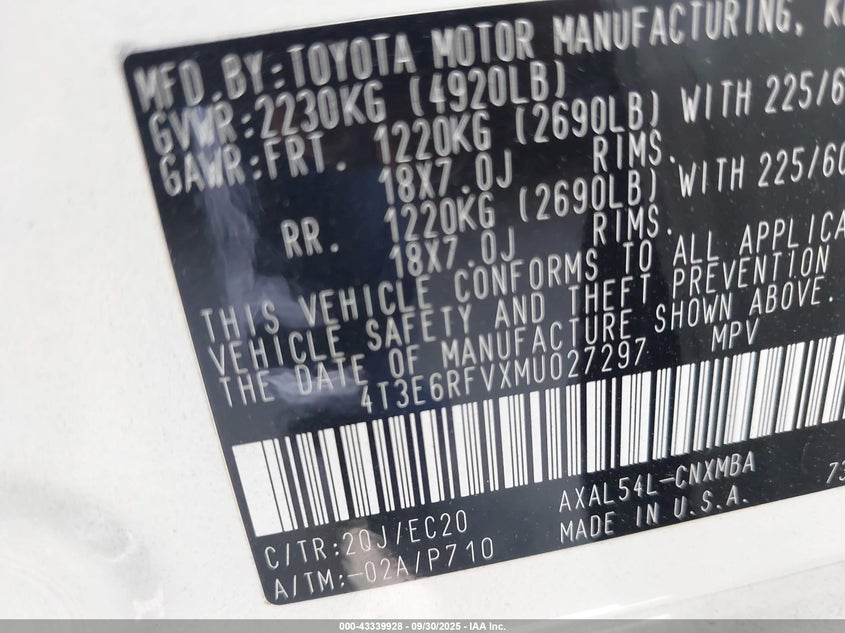 MFD.BY:TOYOTA MOTOR MANUFACTURING,
GVWR:2230KG (4920LB)
GAWR:FRT. 1220KG (2690LB) WITH 225/6
18X7.0J RIMS.
RR. 1220KG (2690LB) WITH 225/60
18X7.0J RIMS.
THIS VEHICLE CONFORMS TO ALL APPLICA
VEHICLE SAFETY AND THEFT PREVENTION
THE DATE OF MANUFACTURE SHOWN ABOVE.
4T3E6RFVXMU027297 MPV
AXAL54L-CNXMBA 73
C/TR:2QJ/EC20 MADE IN U.S.A.
A/TM:-02A/P710
000-43339928 - 09/30/2025 - IAA Inc.